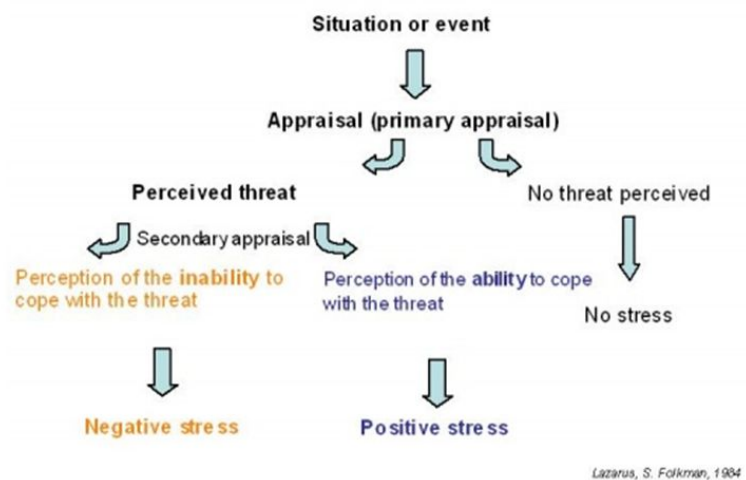 Situation or event
Appraisal (primary appraisal)
Perceived threat
No threat perceived
Secondary appraisal
Perception of the inability to
cope with the threat
Perception of the ability to cope
with the threat
No stress
Negative stress
Positive stress
Lazarus, S. Folkman, 1984